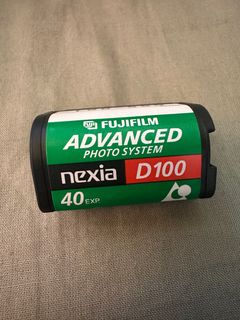 FUJIFILM
ADVANCED
PHOTO SYSTEM
nexia D100
40 EXP.